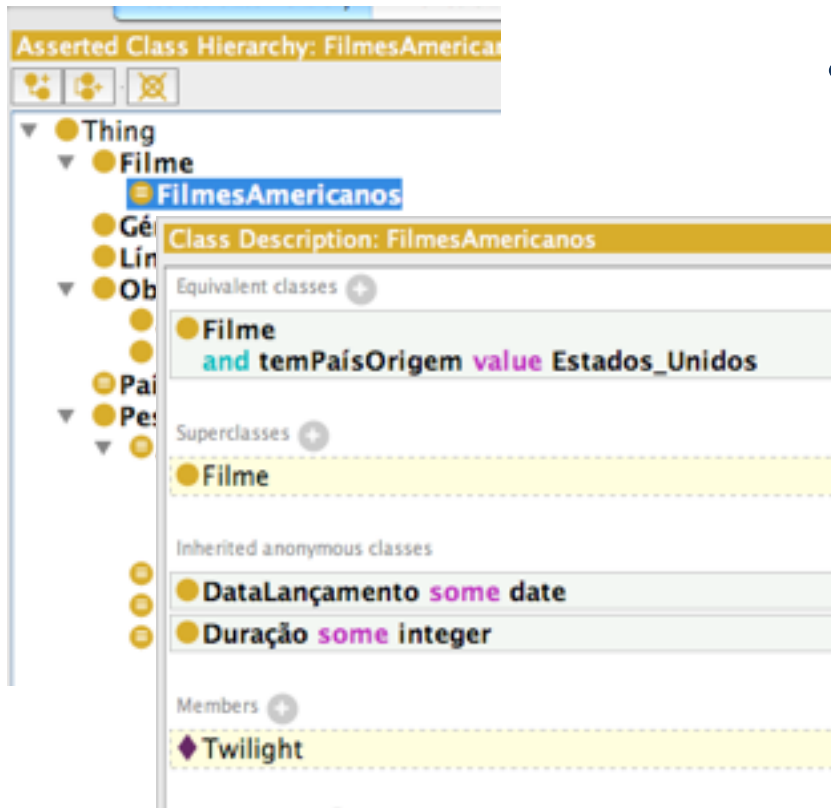 Asserted Class Hierarchy: FilmesAmerican
Thing
Filme
FilmesAmericanos
Class Description: FilmesAmericanos
Equivalent classes
Filme
and temPaísOrigem value Estados_Unidos
Superclasses
Filme
Inherited anonymous classes
DataLançamento some date
Duração some integer
Members
Twilight